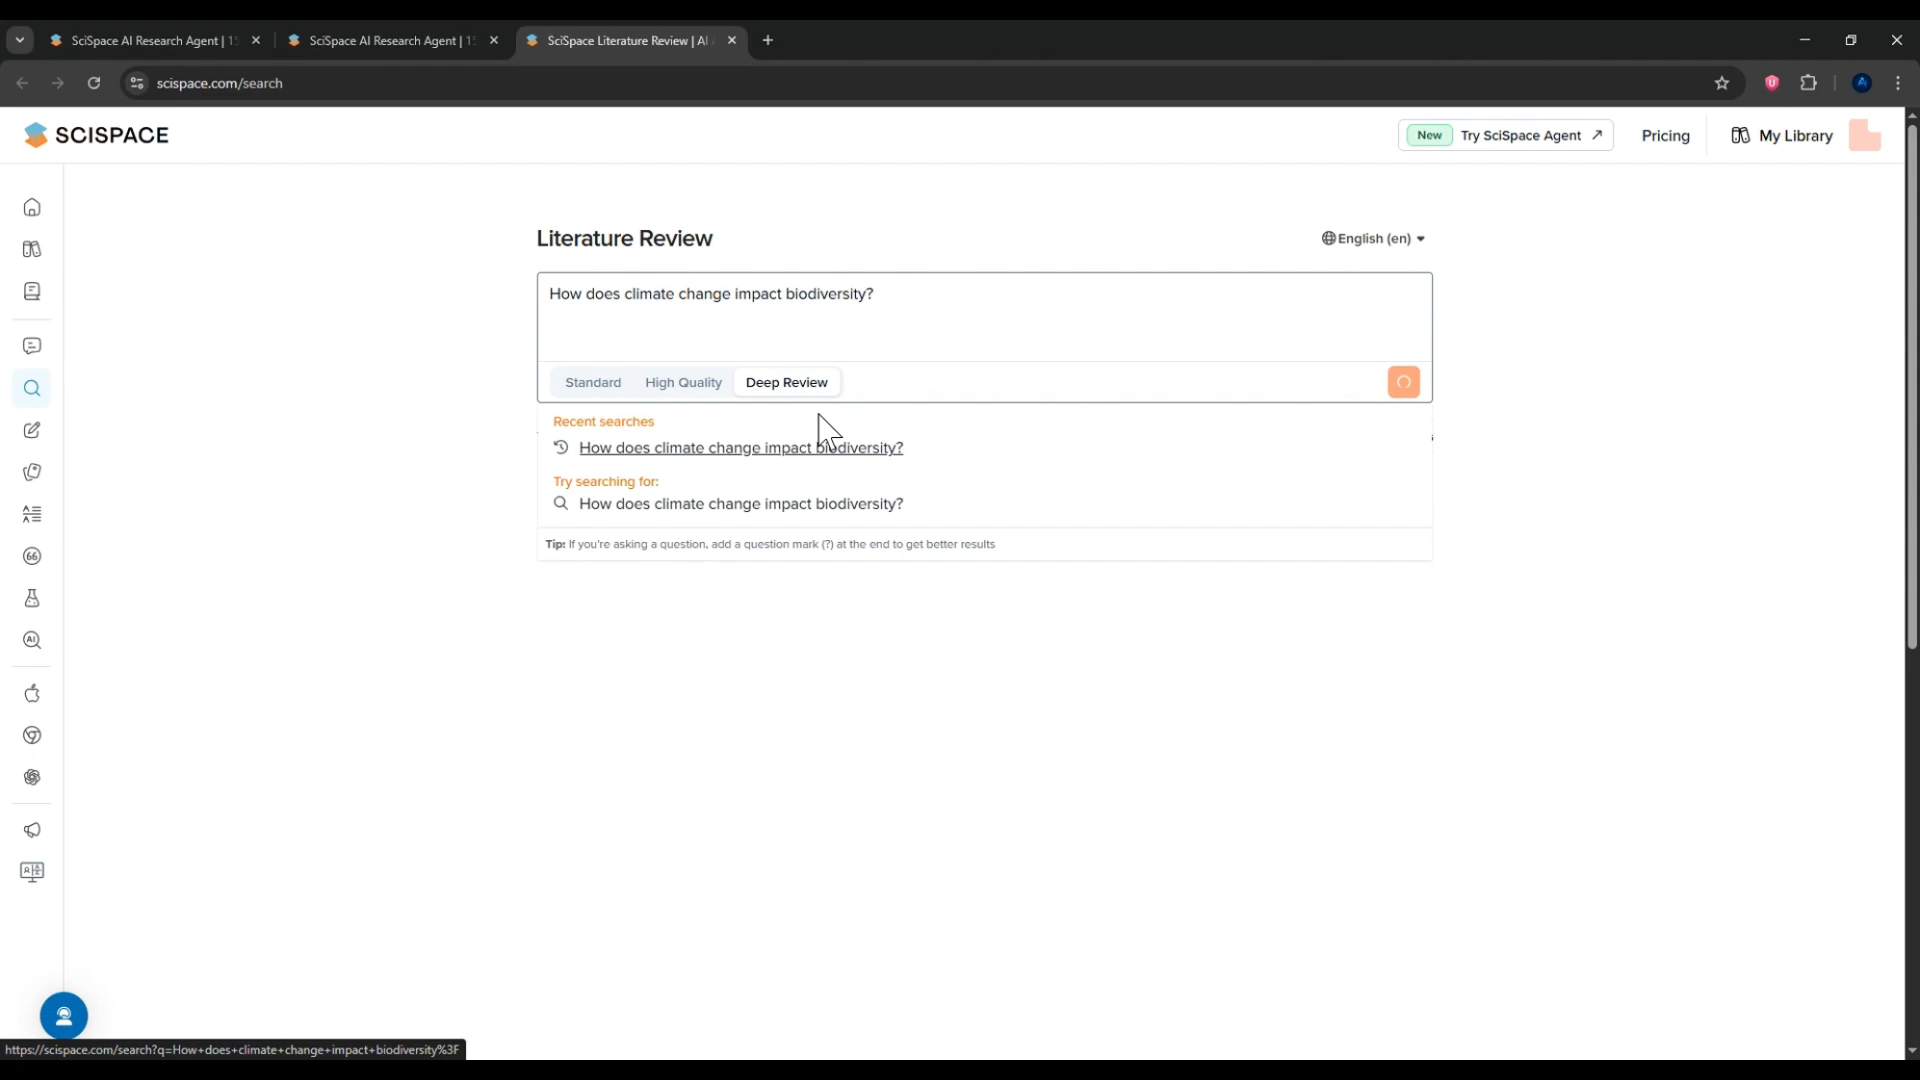 SciSpace AI Research Agent | 15
SciSpace AI Research Agent | 1
SciSpace Literature Review | AI
scispace.com/search
SCISPACE
New Try SciSpace Agent
Pricing
My Library
Literature Review
English (en)
How does climate change impact biodiversity?
Standard High Quality Deep Review
Recent searches
How does climate change impact biodiversity?
Try searching for:
How does climate change impact biodiversity?
Tip: If you're asking a question, add a question mark (?) at the end to get better results
https://scispace.com/search?q=How+does+climate+change+impact+biodiversity%3F